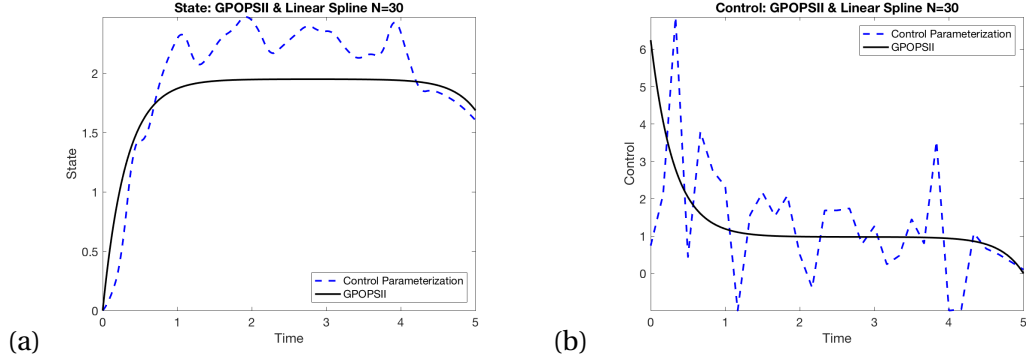 State: GPOPSII & Linear Spline N=30
2
1.5
1
0.5
0
State
0 1 2 3 4 5
Time
Control Parameterization
GPOPSII
(a)
Control: GPOPSII & Linear Spline N=30
6
5
4
3
2
1
0
Control
0 1 2 3 4 5
Time
Control Parameterization
GPOPSII
(b)